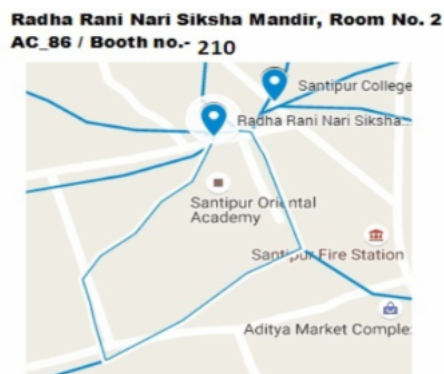 Radha Rani Nari Siksha Mandir, Room No. 2
AC_86 / Booth no.- 210
Santipur College
Radha Rani Nari Siksha...
Santipur Oriental
Academy
Santipur Fire Station
Aditya Market Comple